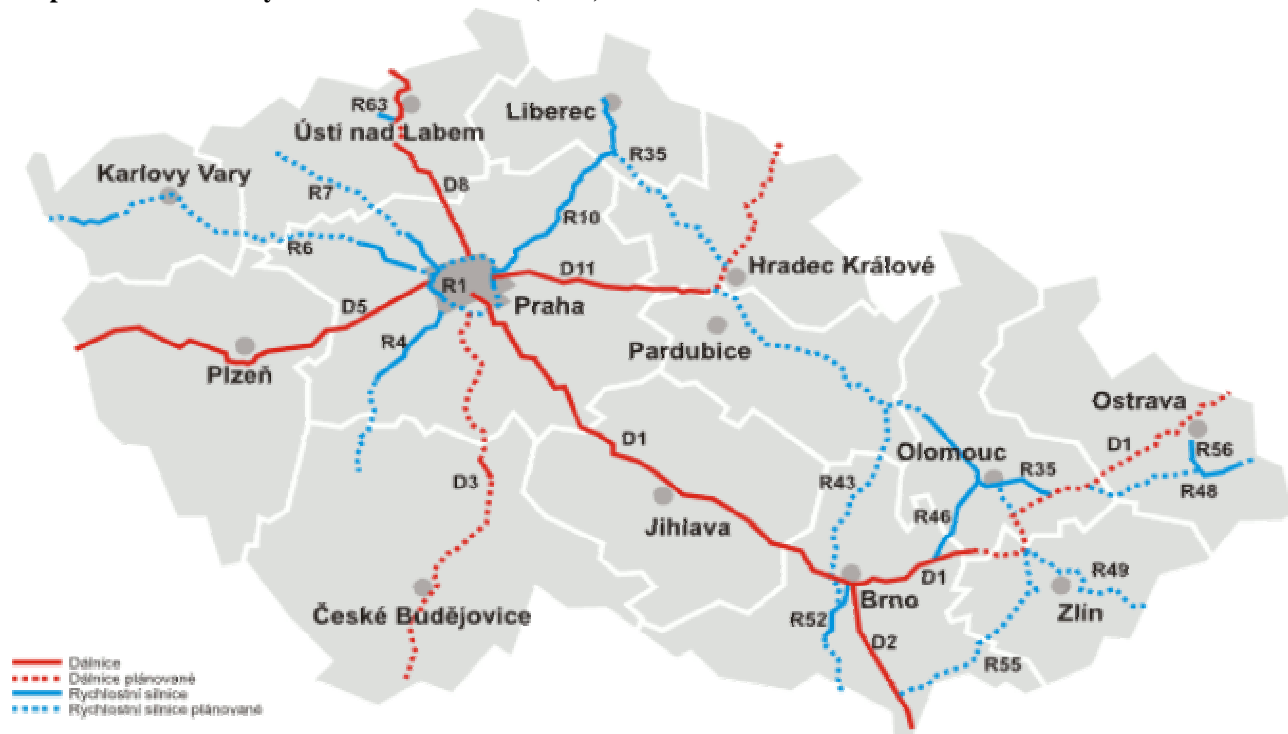 R63
Liberec
Ústí nad Labem
R35
Karlovy Vary
D8
R7
R10
R6
D11
Hradec Králové
R1
Praha
D5
R4
Pardubice
Plzeň
Ostrava
D1
D1
R56
Olomouc
R35
D3
R43
R48
R46
Jihlava
D1
R49
Brno
Zlín
České Budějovice
R52
D2
R55
Dálnice
Dálnice plánované
Rychlostní silnice
Rychlostní silnice plánované